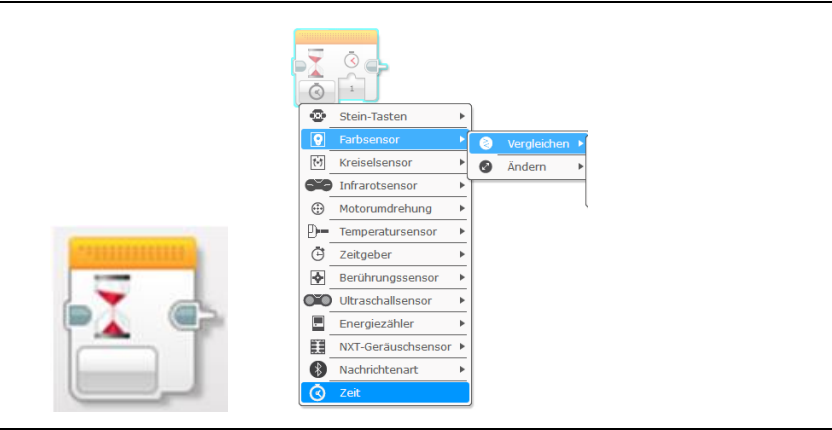 1
Stein-Tasten
Farbsensor
Vergleichen
Kreiselsensor
Ändern
Infrarotsensor
Motorumdrehung
Temperatursensor
Zeitgeber
Berührungssensor
Ultraschallsensor
Energiezähler
NXT-Geräuschsensor
Nachrichtenart
Zeit